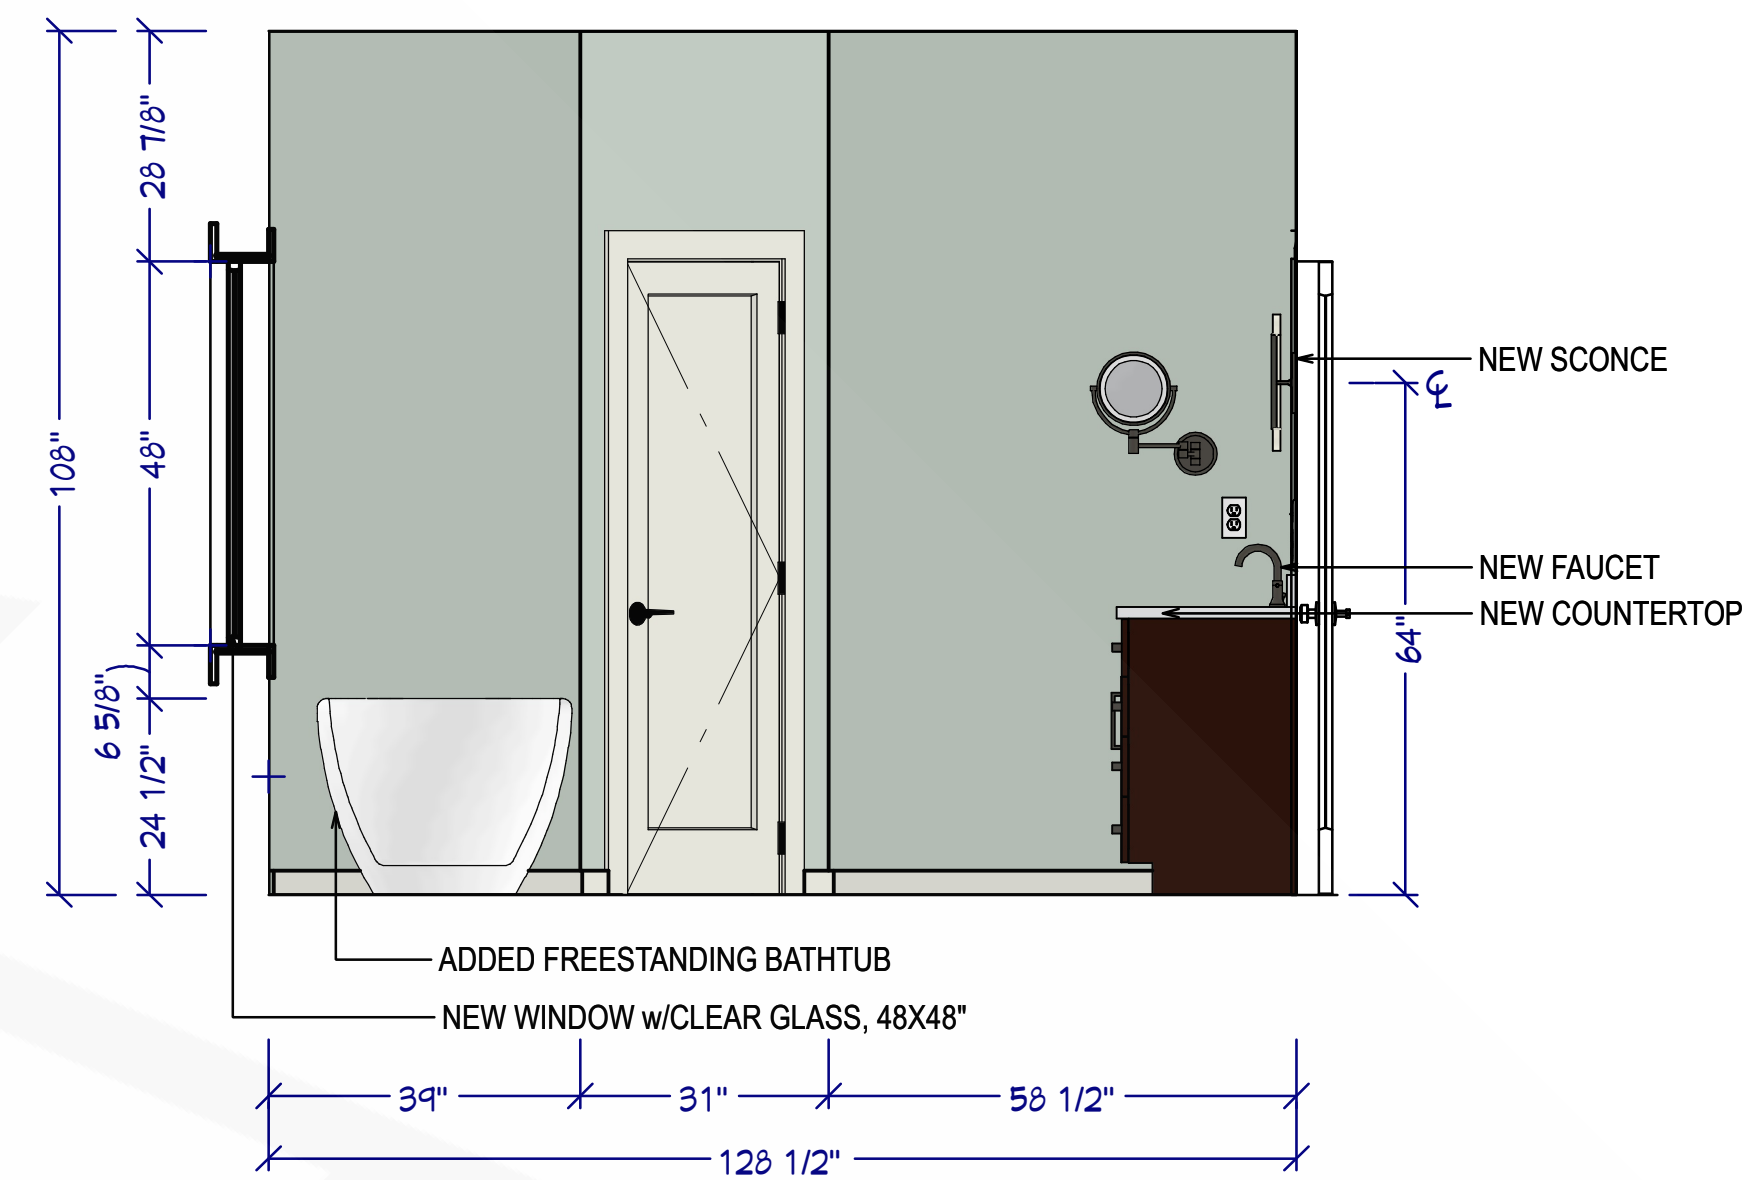 28 7/8"
108"
48"
6 5/8"
24 1/2"
NEW SCONCE
℄
NEW FAUCET
NEW COUNTERTOP
64"
ADDED FREESTANDING BATHTUB
NEW WINDOW w/CLEAR GLASS, 48X48"
39"
31"
58 1/2"
128 1/2"